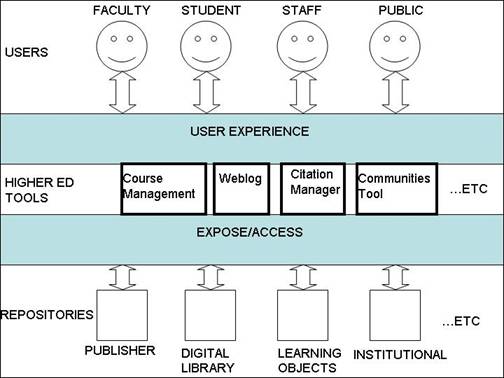 FACULTY STUDENT STAFF PUBLIC
USERS
USER EXPERIENCE
HIGHER ED
TOOLS
Course
Management
Weblog
Citation
Manager
Communities
Tool
...ETC
EXPOSE/ACCESS
REPOSITORIES
...ETC
PUBLISHER
DIGITAL
LIBRARY
LEARNING
OBJECTS
INSTITUTIONAL